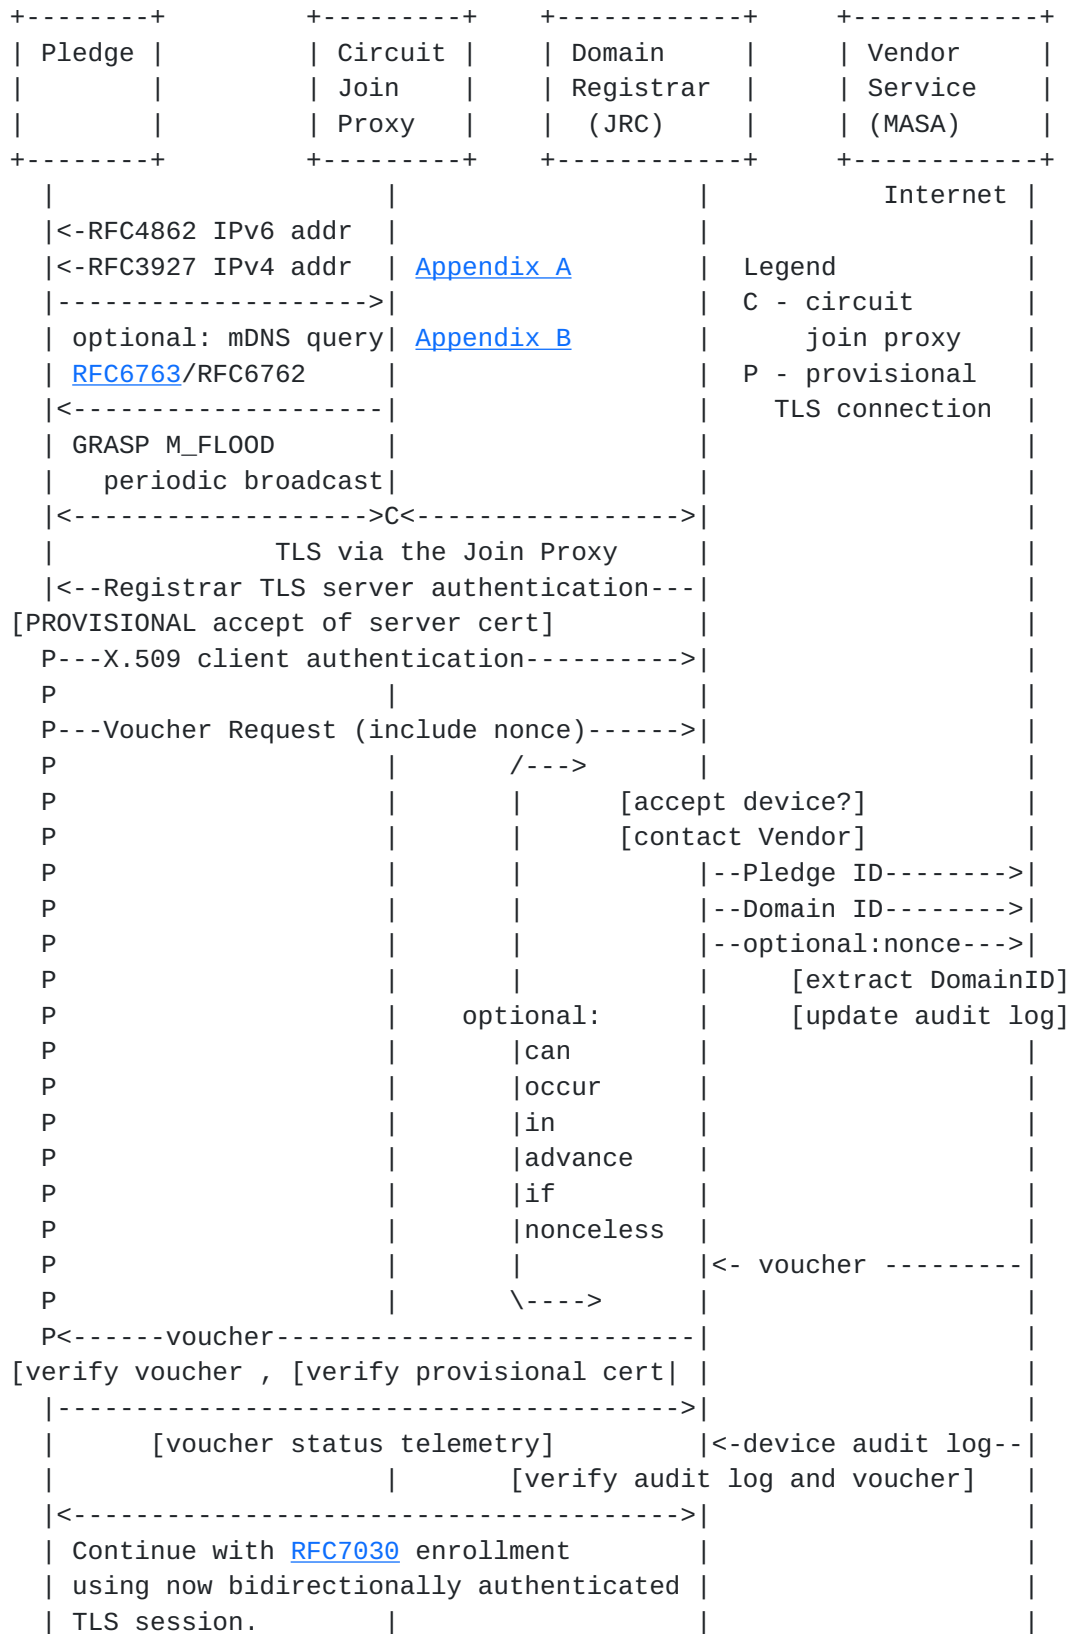 +--------+         +---------+    +------------+     +------------+
| Pledge |         | Circuit |    | Domain     |     | Vendor     |
|        |         | Join    |    | Registrar  |     | Service    |
|        |         | Proxy   |    |  (JRC)     |     | (MASA)     |
+--------+         +---------+    +------------+     +------------+
  |                     |                   |           Internet |
  |<-RFC4862 IPv6 addr  |                   |                    |
  |<-RFC3927 IPv4 addr  | Appendix A        |  Legend            |
  |-------------------->|                   |  C - circuit       |
  | optional: mDNS query| Appendix B        |      join proxy    |
  | RFC6763/RFC6762     |                   |  P - provisional   |
  |<--------------------|                   |    TLS connection  |
  | GRASP M_FLOOD       |                   |                    |
  |   periodic broadcast|                   |                    |
  |<------------------->C<----------------->|                    |
  |              TLS via the Join Proxy     |                    |
  |<--Registrar TLS server authentication---|                    |
[PROVISIONAL accept of server cert]         |                    |
  P---X.509 client authentication---------->|                    |
  P                     |                   |                    |
  P---Voucher Request (include nonce)------>|                    |
  P                     |       /--->       |                    |
  P                     |       |      [accept device?]          |
  P                     |       |      [contact Vendor]          |
  P                     |       |           |--Pledge ID-------->|
  P                     |       |           |--Domain ID-------->|
  P                     |       |           |--optional:nonce--->|
  P                     |       |           |     [extract DomainID]
  P                     |    optional:      |     [update audit log]
  P                     |       |can        |                    |
  P                     |       |occur      |                    |
  P                     |       |in         |                    |
  P                     |       |advance    |                    |
  P                     |       |if         |                    |
  P                     |       |nonceless  |                    |
  P                     |       |           |<- voucher ---------|
  P                     |       \---->      |                    |
  P<------voucher---------------------------|                    |
[verify voucher , [verify provisional cert| |                    |
  |---------------------------------------->|                    |
  |      [voucher status telemetry]         |<-device audit log--|
  |                     |       [verify audit log and voucher]   |
  |<--------------------------------------->|                    |
  | Continue with RFC7030 enrollment        |                    |
  | using now bidirectionally authenticated |                    |
  | TLS session.        |                   |                    |